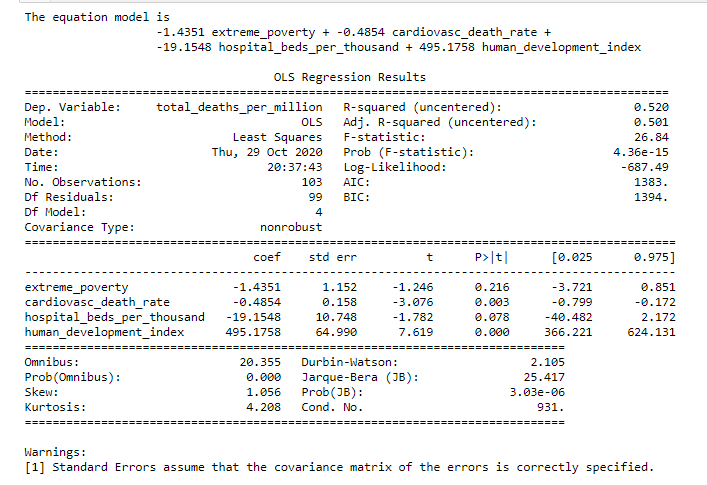 The equation model is
-1.4351 extreme_poverty + -0.4854 cardiovasc_death_rate +
-19.1548 hospital_beds_per_thousand + 495.1758 human_development_index
OLS Regression Results
==============================================================================
Dep. Variable: total_deaths_per_million R-squared (uncentered): 0.520
Model: OLS Adj. R-squared (uncentered): 0.501
Method: Least Squares F-statistic: 26.84
Date: Thu, 29 Oct 2020 Prob (F-statistic): 4.36e-15
Time: 20:37:43 Log-Likelihood: -687.49
No. Observations: 103 AIC: 1383.
Df Residuals: 99 BIC: 1394.
Df Model: 4
Covariance Type: nonrobust
==============================================================================
coef std err t P>|t| [0.025 0.975]
------------------------------------------------------------------------------
extreme_poverty -1.4351 1.152 -1.246 0.216 -3.721 0.851
cardiovasc_death_rate -0.4854 0.158 -3.076 0.003 -0.799 -0.172
hospital_beds_per_thousand -19.1548 10.748 -1.782 0.078 -40.482 2.172
human_development_index 495.1758 64.990 7.619 0.000 366.221 624.131
==============================================================================
Omnibus: 20.355 Durbin-Watson: 2.105
Prob(Omnibus): 0.000 Jarque-Bera (JB): 25.417
Skew: 1.056 Prob(JB): 3.03e-06
Kurtosis: 4.208 Cond. No. 931.
==============================================================================
Warnings:
[1] Standard Errors assume that the covariance matrix of the errors is correctly specified.